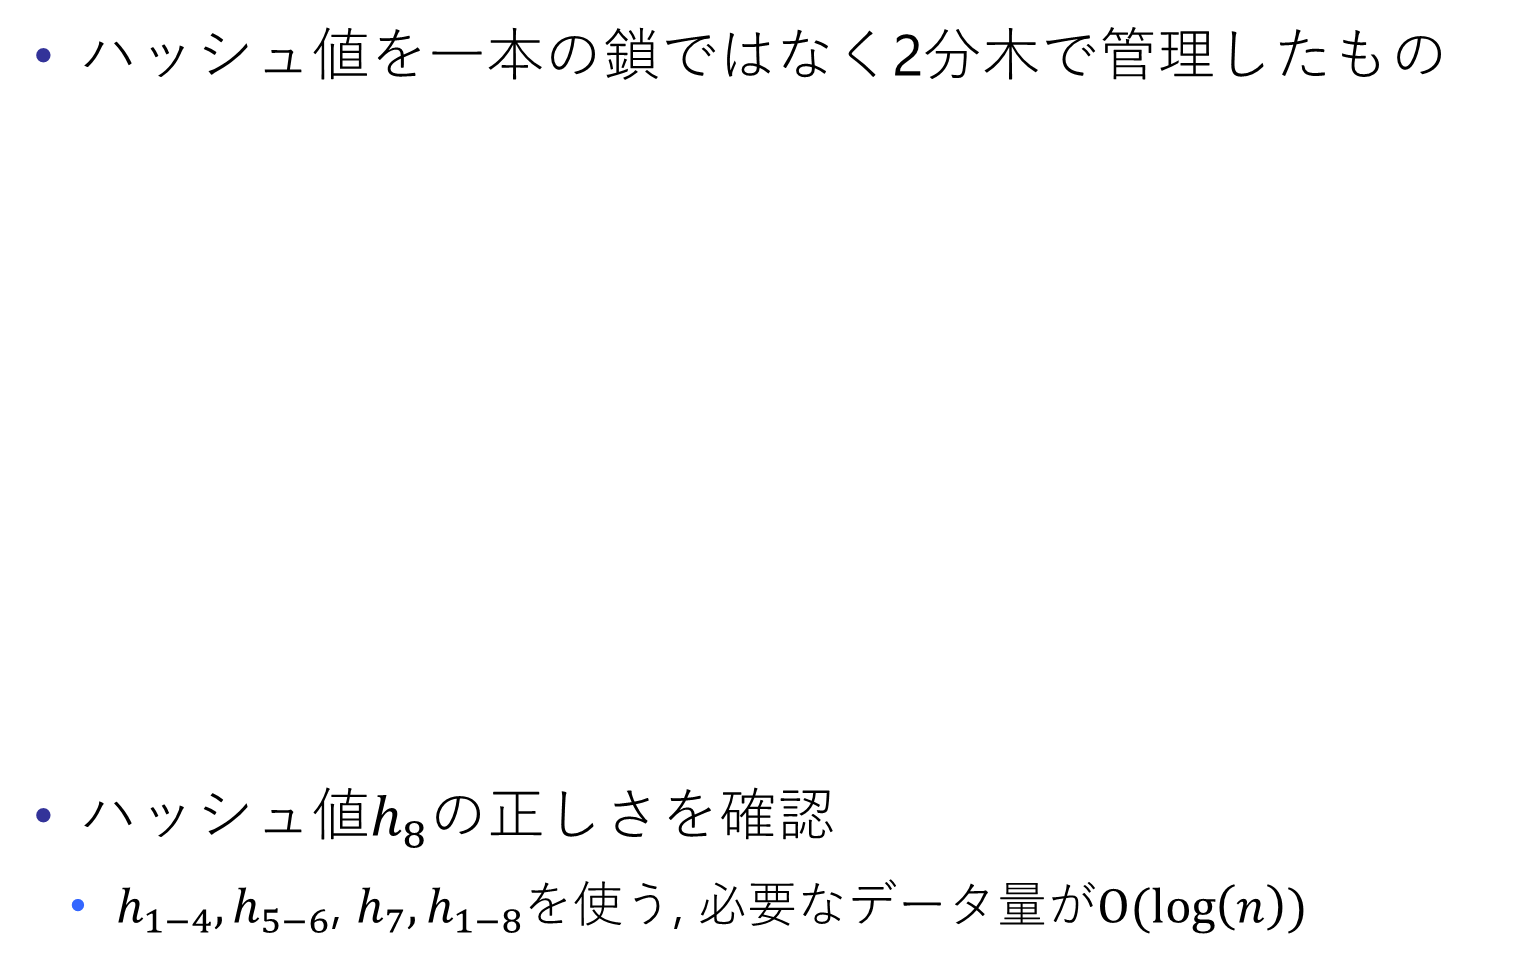 • ハッシュ値を一本の鎖ではなく2分木で管理したもの
• ハッシュ値h₈の正しさを確認
• h₁₋₄, h₅₋₆, h₇, h₁₋₈を使う, 必要なデータ量がO(log(n))